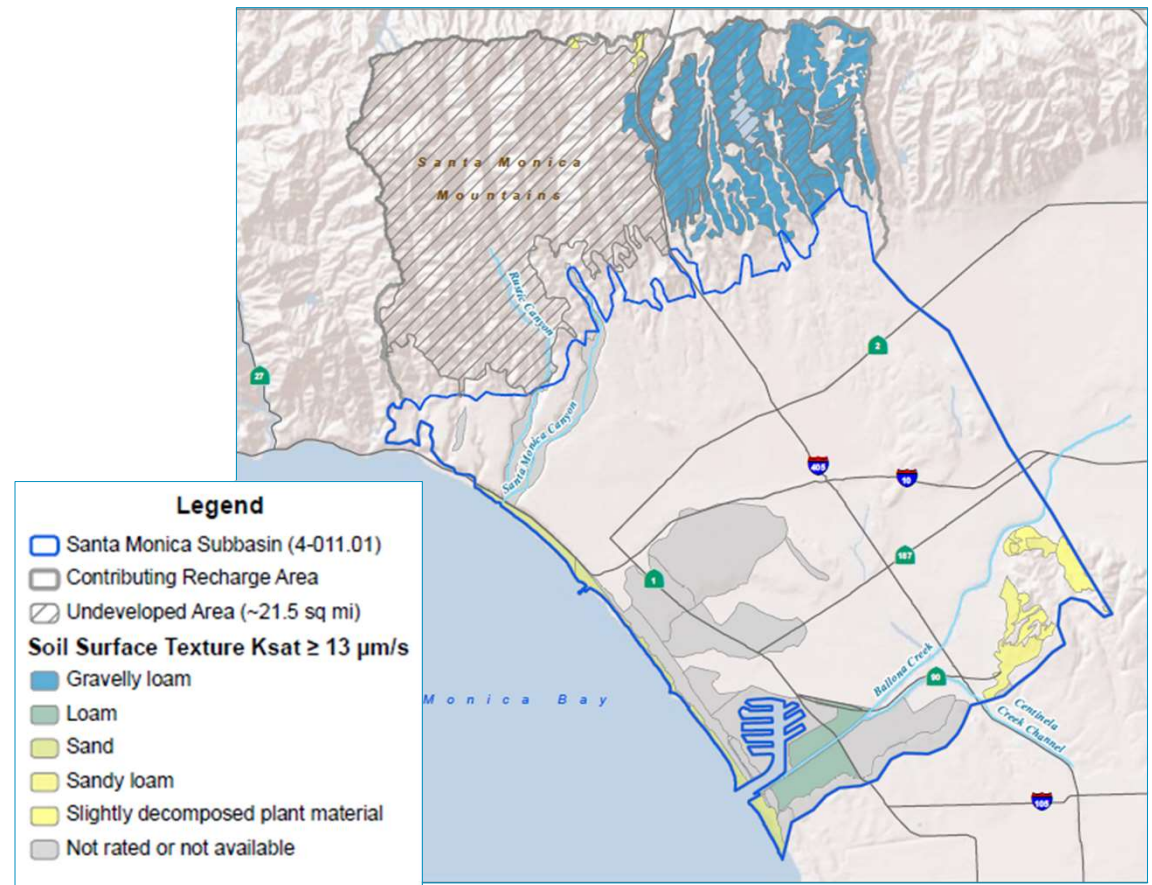 Santa Monica
Mountains
Rustic Canyon
27
2
Santa Monica Canyon
405
10
187
1
Monica Bay
Ballona Creek
90
Centinela
Creek Channel
105
Legend
Santa Monica Subbasin (4-011.01)
Contributing Recharge Area
Undeveloped Area (~21.5 sq mi)
Soil Surface Texture Ksat ≥ 13 µm/s
Gravelly loam
Loam
Sand
Sandy loam
Slightly decomposed plant material
Not rated or not available